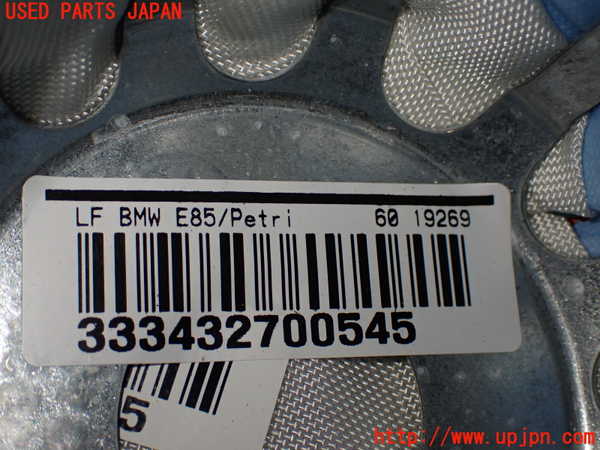 USED PARTS JAPAN
LF BMW E85/Petri 60 19269
333432700545
5
http://www.upjpn.com/